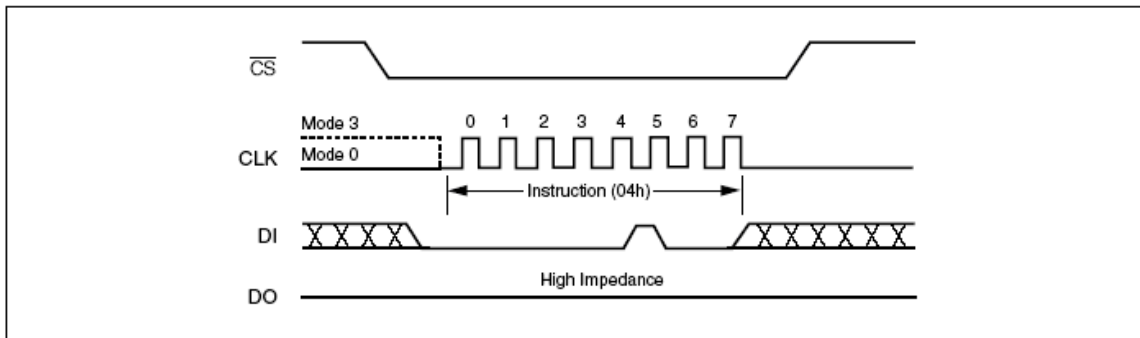 CS
Mode 3
0 1 2 3 4 5 6 7
CLK
Mode 0
Instruction (04h)
DI
High Impedance
DO